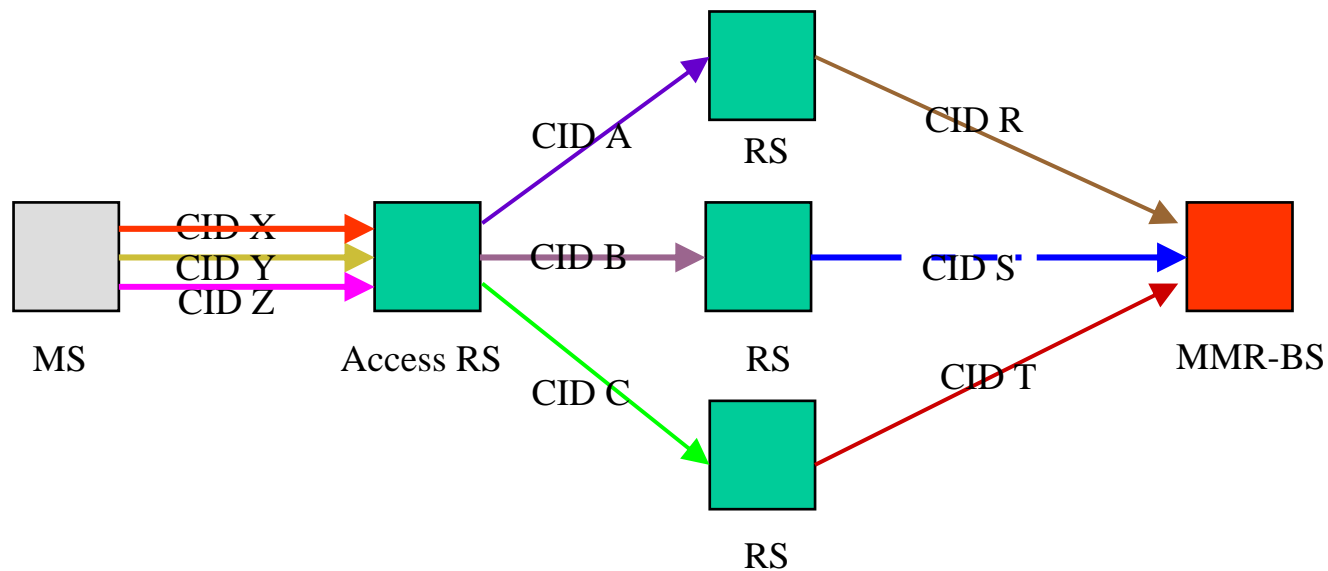 CID A
CID R
RS
CID X
CID Y
CID Z
CID B
CID S
MS
Access RS
RS
MMR-BS
CID C
CID T
RS